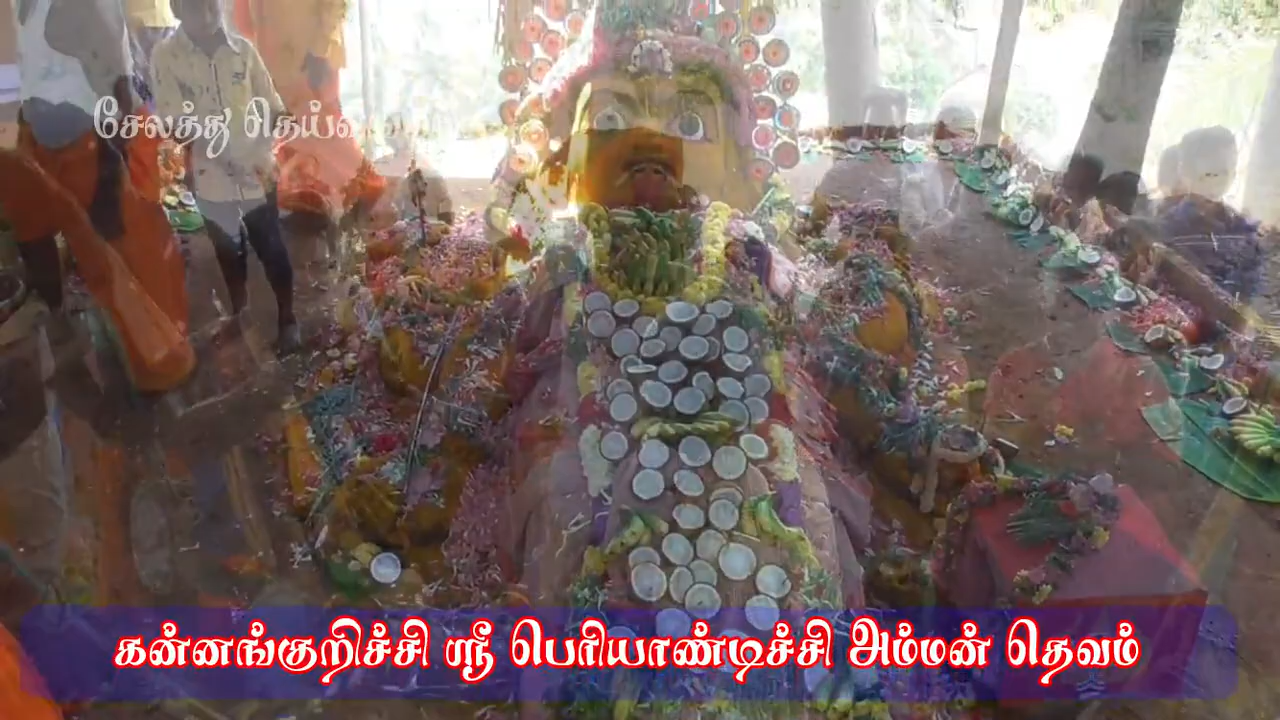 சேலத்து
கன்னங்குறிச்சி ஸ்ரீ பெரியாண்டிச்சி அம்மன் தெவம்